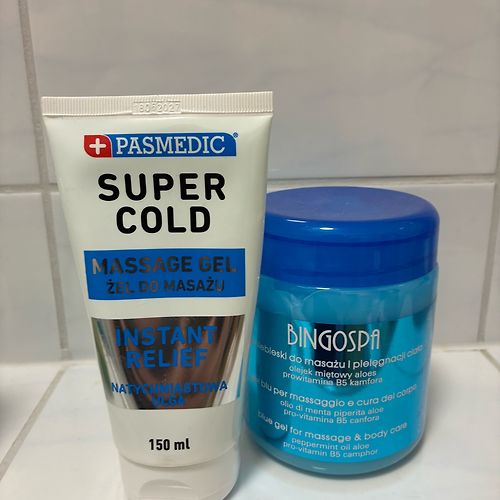 18052027
PASMEDIC®
SUPER
COLD
MASSAGE GEL
ŻEL DO MASAŻU
INSTANT
RELIEF
NATYCHMIASTOWA
ULGA
150 ml
BINGOSPA
do masażu i pielęgnacji ciała
olejek miętowy aloes
prowitamina B5 kamfora
blu per massaggio e cura del corpo
olio di menta piperita aloe
pro-vitamin B5 canfora
blue gel for massage & body care
peppermint oil aloe
pro-vitamin B5 camphor